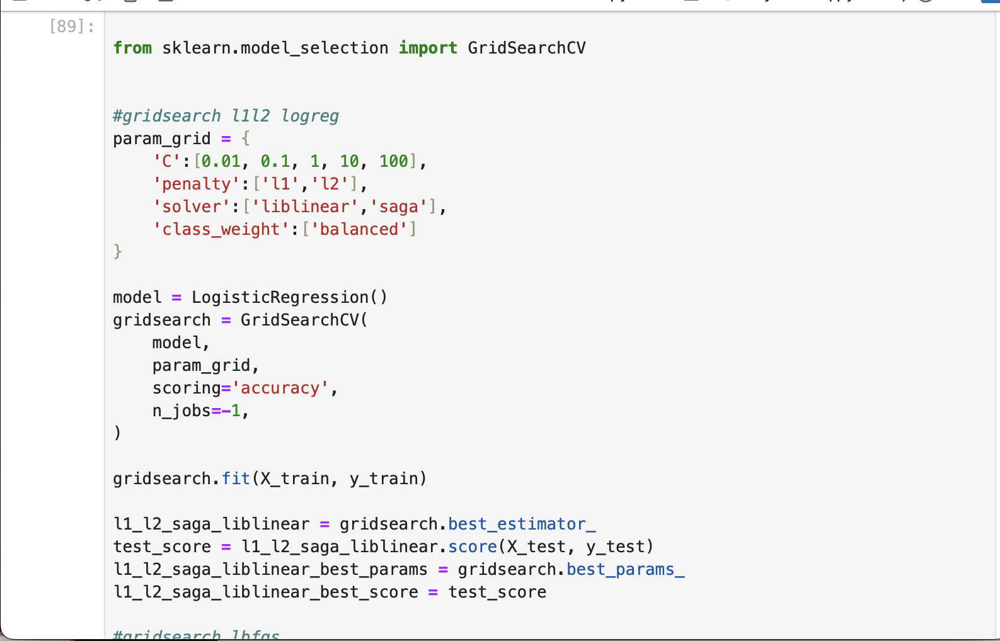 [89]:
from sklearn.model_selection import GridSearchCV
#gridsearch l1l2 logreg
param_grid = {
    'C':[0.01, 0.1, 1, 10, 100],
    'penalty':['l1','l2'],
    'solver':['liblinear','saga'],
    'class_weight':['balanced']
}
model = LogisticRegression()
gridsearch = GridSearchCV(
    model,
    param_grid,
    scoring='accuracy',
    n_jobs=-1,
)
gridsearch.fit(X_train, y_train)
l1_l2_saga_liblinear = gridsearch.best_estimator_
test_score = l1_l2_saga_liblinear.score(X_test, y_test)
l1_l2_saga_liblinear_best_params = gridsearch.best_params_
l1_l2_saga_liblinear_best_score = test_score
#gridsearch lbfgs